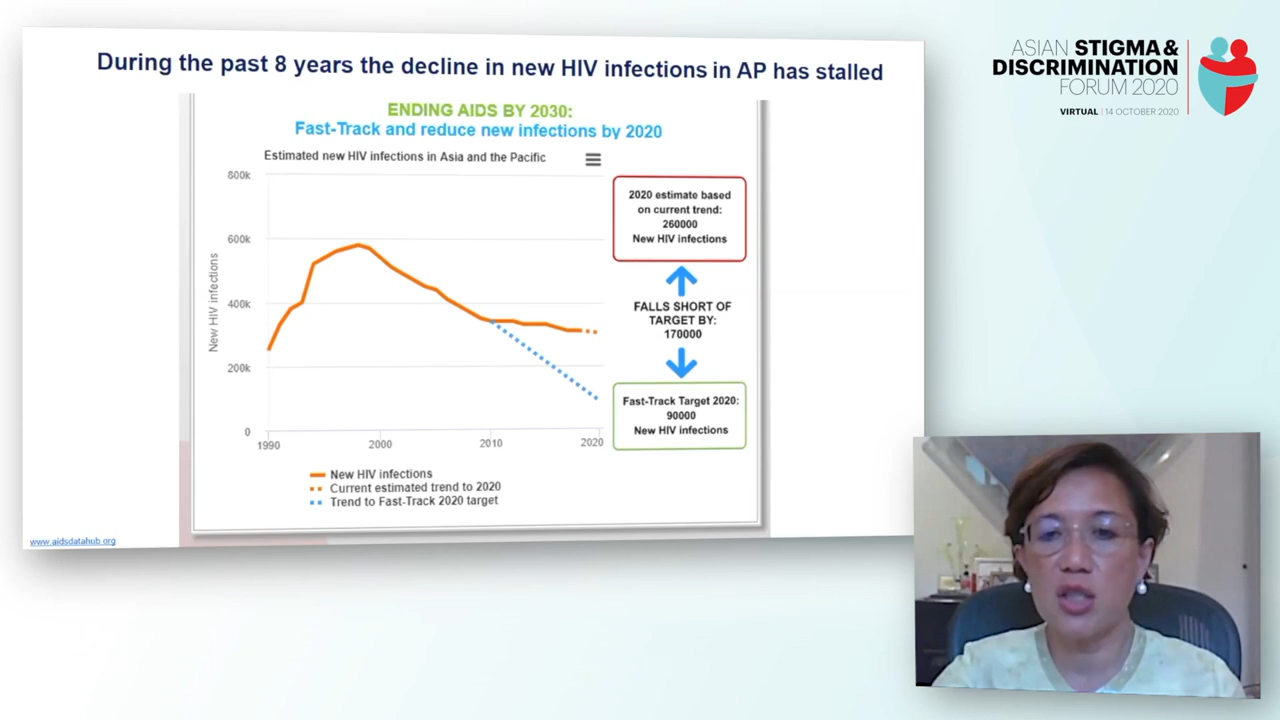 During the past 8 years the decline in new HIV infections in AP has stalled
ASIAN STIGMA &
DISCRIMINATION
FORUM 2020
VIRTUAL | 14 OCTOBER 2020
ENDING AIDS BY 2030:
Fast-Track and reduce new infections by 2020
Estimated new HIV infections in Asia and the Pacific
800k
600k
400k
200k
0
New HIV infections
1990
2000
2010
2020
2020 estimate based
on current trend:
260000
New HIV infections
FALLS SHORT OF
TARGET BY:
170000
Fast-Track Target 2020:
90000
New HIV infections
New HIV infections
Current estimated trend to 2020
Trend to Fast-Track 2020 target
www.aidsdatahub.org